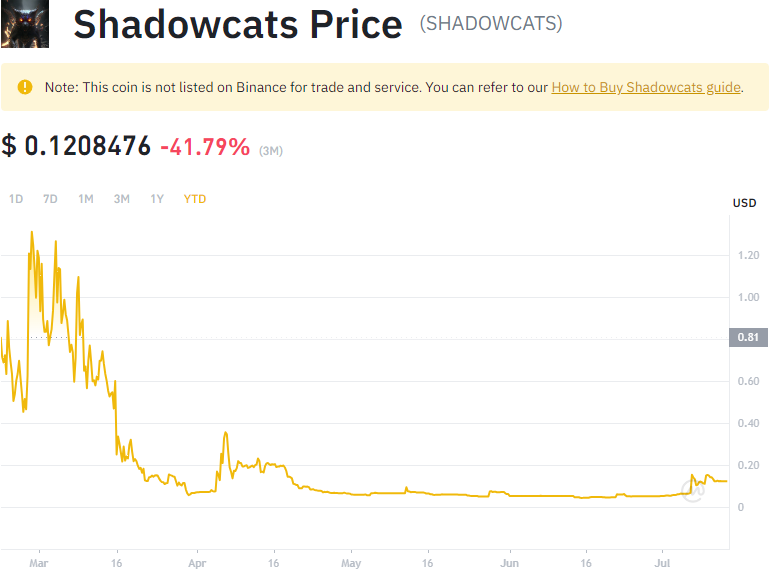 Shadowcats Price (SHADOWCATS)
Note: This coin is not listed on Binance for trade and service. You can refer to our How to Buy Shadowcats guide.
$ 0.1208476 -41.79% (3M)
1D 7D 1M 3M 1Y YTD
USD
1.20
1.00
0.81
0.60
0.40
0.20
0
Mar 16 Apr 16 May 16 Jun 16 Jul